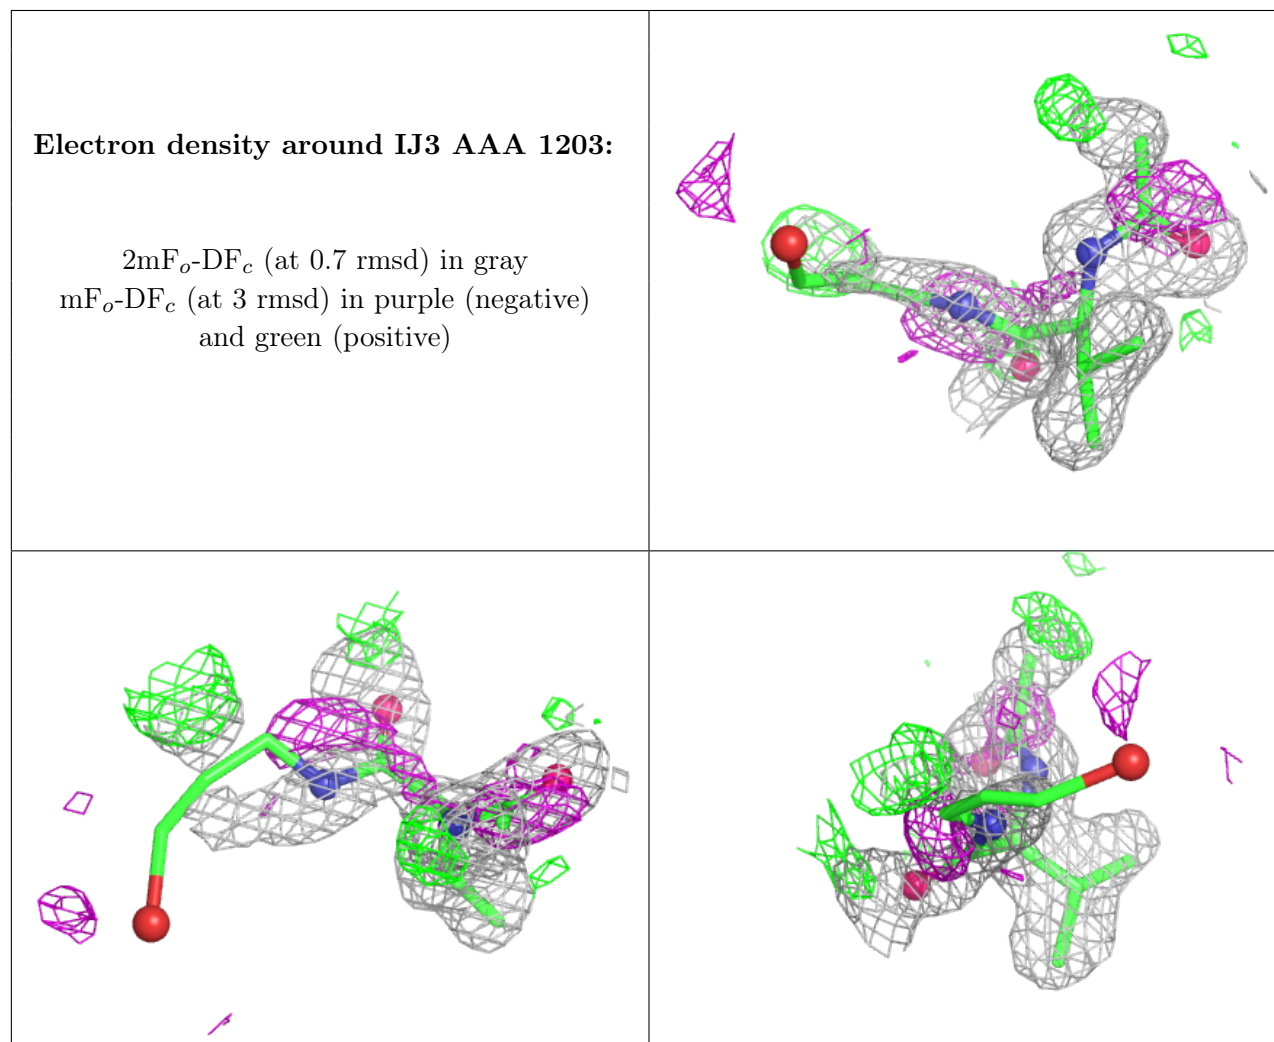 Electron density around IJ3 AAA 1203:
2mFo-DFc (at 0.7 rmsd) in gray
mFo-DFc (at 3 rmsd) in purple (negative)
and green (positive)